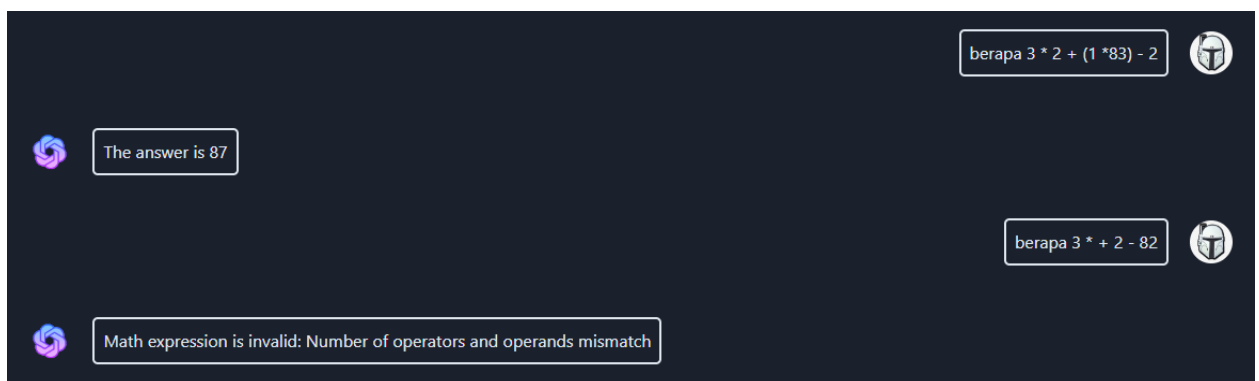 berapa 3 * 2 + (1 *83) - 2
The answer is 87
berapa 3 * + 2 - 82
Math expression is invalid: Number of operators and operands mismatch